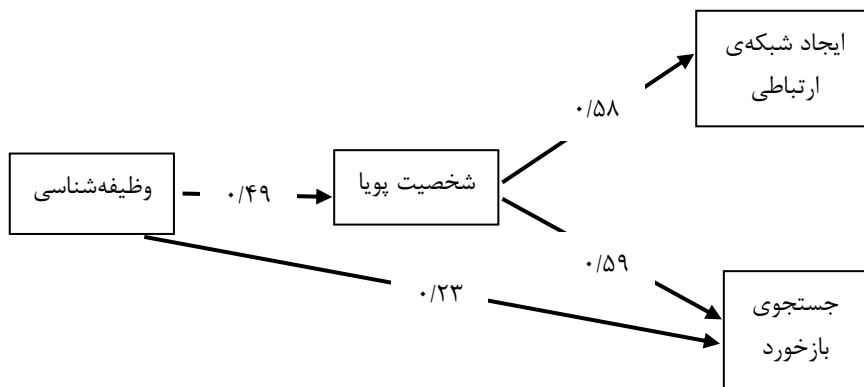 ایجاد شبکه‌ی
ارتباطی
۰/۵۸
وظیفه‌شناسی
۰/۴۹
شخصیت پویا
۰/۵۹
۰/۲۳
جستجوی
بازخورد